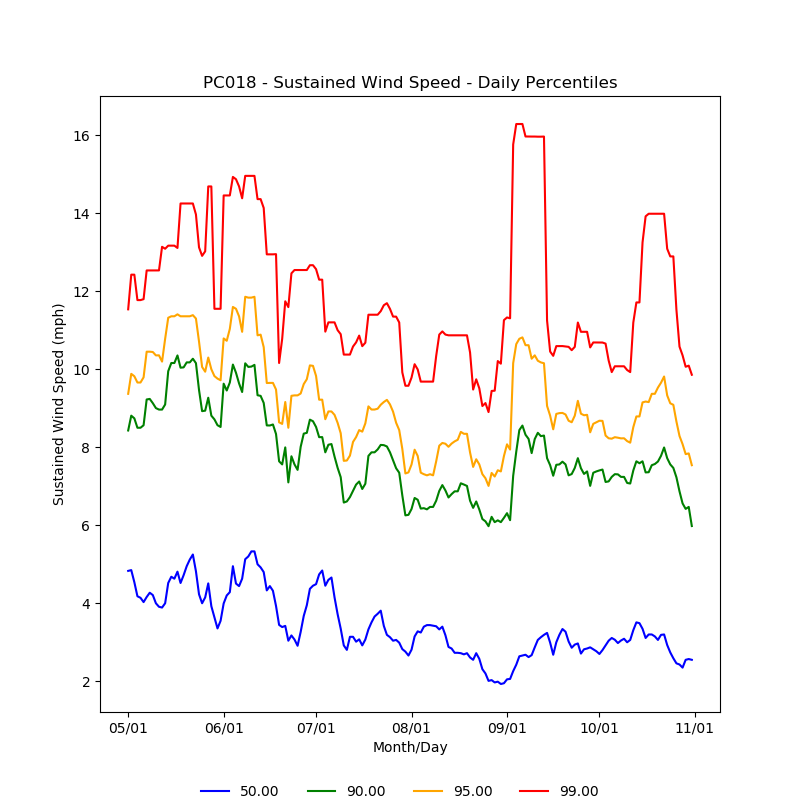 PC018 - Sustained Wind Speed - Daily Percentiles
16
14
12
10
8
6
4
2
Sustained Wind Speed (mph)
05/01 06/01 07/01 08/01 09/01 10/01 11/01
Month/Day
50.00 90.00 95.00 99.00